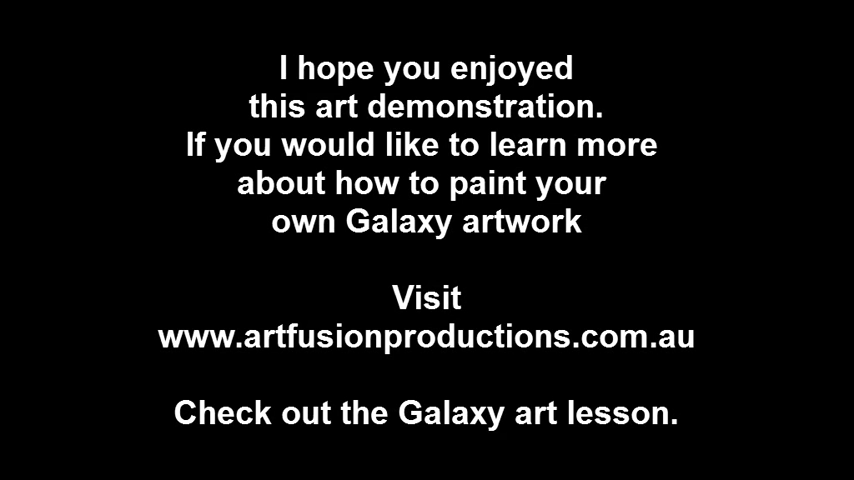 I hope you enjoyed
this art demonstration.
If you would like to learn more
about how to paint your
own Galaxy artwork
Visit
www.artfusionproductions.com.au
Check out the Galaxy art lesson.